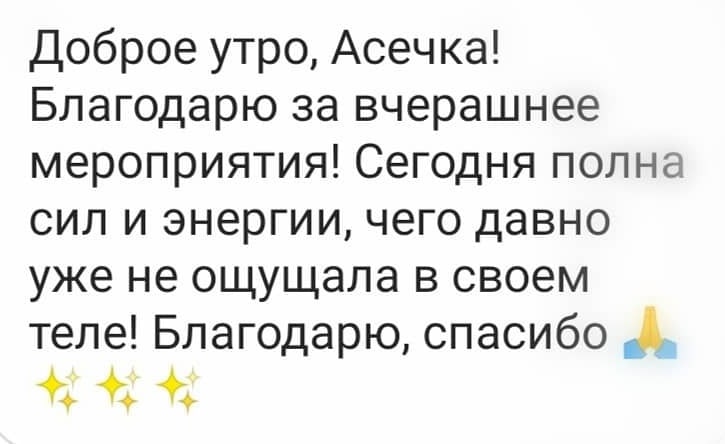 Доброе утро, Асечка!
Благодарю за вчерашнее
мероприятия! Сегодня полна
сил и энергии, чего давно
уже не ощущала в своем
теле! Благодарю, спасибо 🙏
✨ ✨ ✨